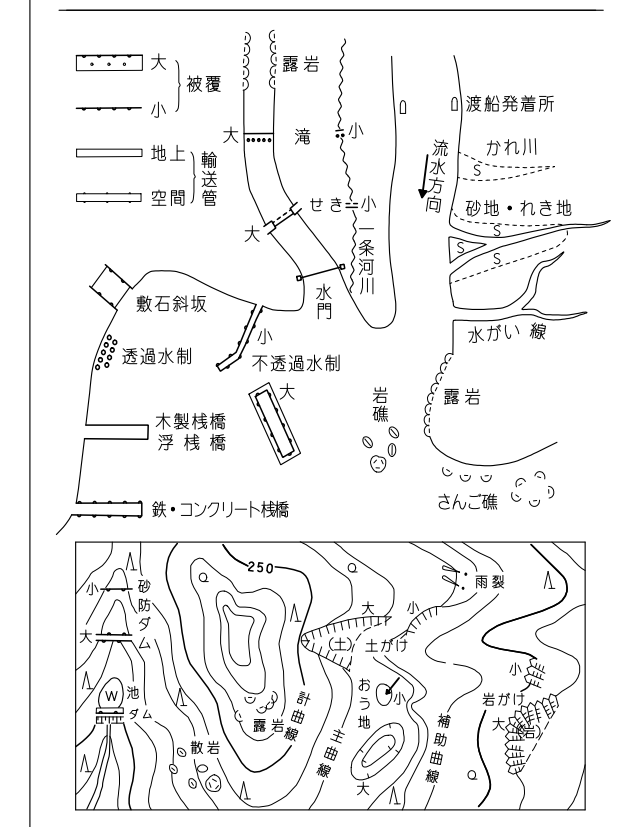 大
小
被覆
地上
空間
輸送管
露岩
大 滝 小
せき 小
大
一条河川
水門
渡船発着所
流水方向
かれ川
S
砂地・れき地
S
S
S
水がい線
敷石斜坂
透過水制
小
不透過水制
大
木製桟橋
浮桟橋
鉄・コンクリート桟橋
岩礁
露岩
さんご礁
小
砂防ダム
大
W 池
ダム
250
散岩
露岩
計曲線
主曲線
大 小
(土) 土がけ
おう地
小
大
補助曲線
雨裂
小
岩がけ
大
(岩)